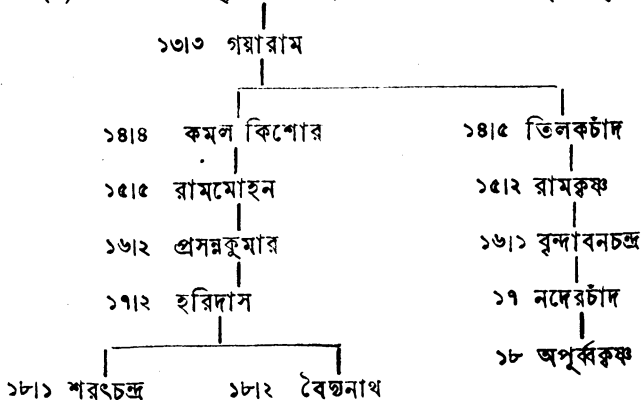 ১৩।৩ গয়ারাম
১৪।৪ কমল কিশোর ১৪।৫ তিলকচাঁদ
১৫।৫ রামমোহন ১৫।২ রামকৃষ্ণ
১৬।২ প্রসন্নকুমার ১৬।১ বৃন্দাবনচন্দ্র
১৭।২ হরিদাস ১৭ নদেরচাঁদ
১৮ অপূর্ব্বকৃষ্ণ
১৮।১ শরৎচন্দ্র ১৮।২ বৈদ্যনাথ